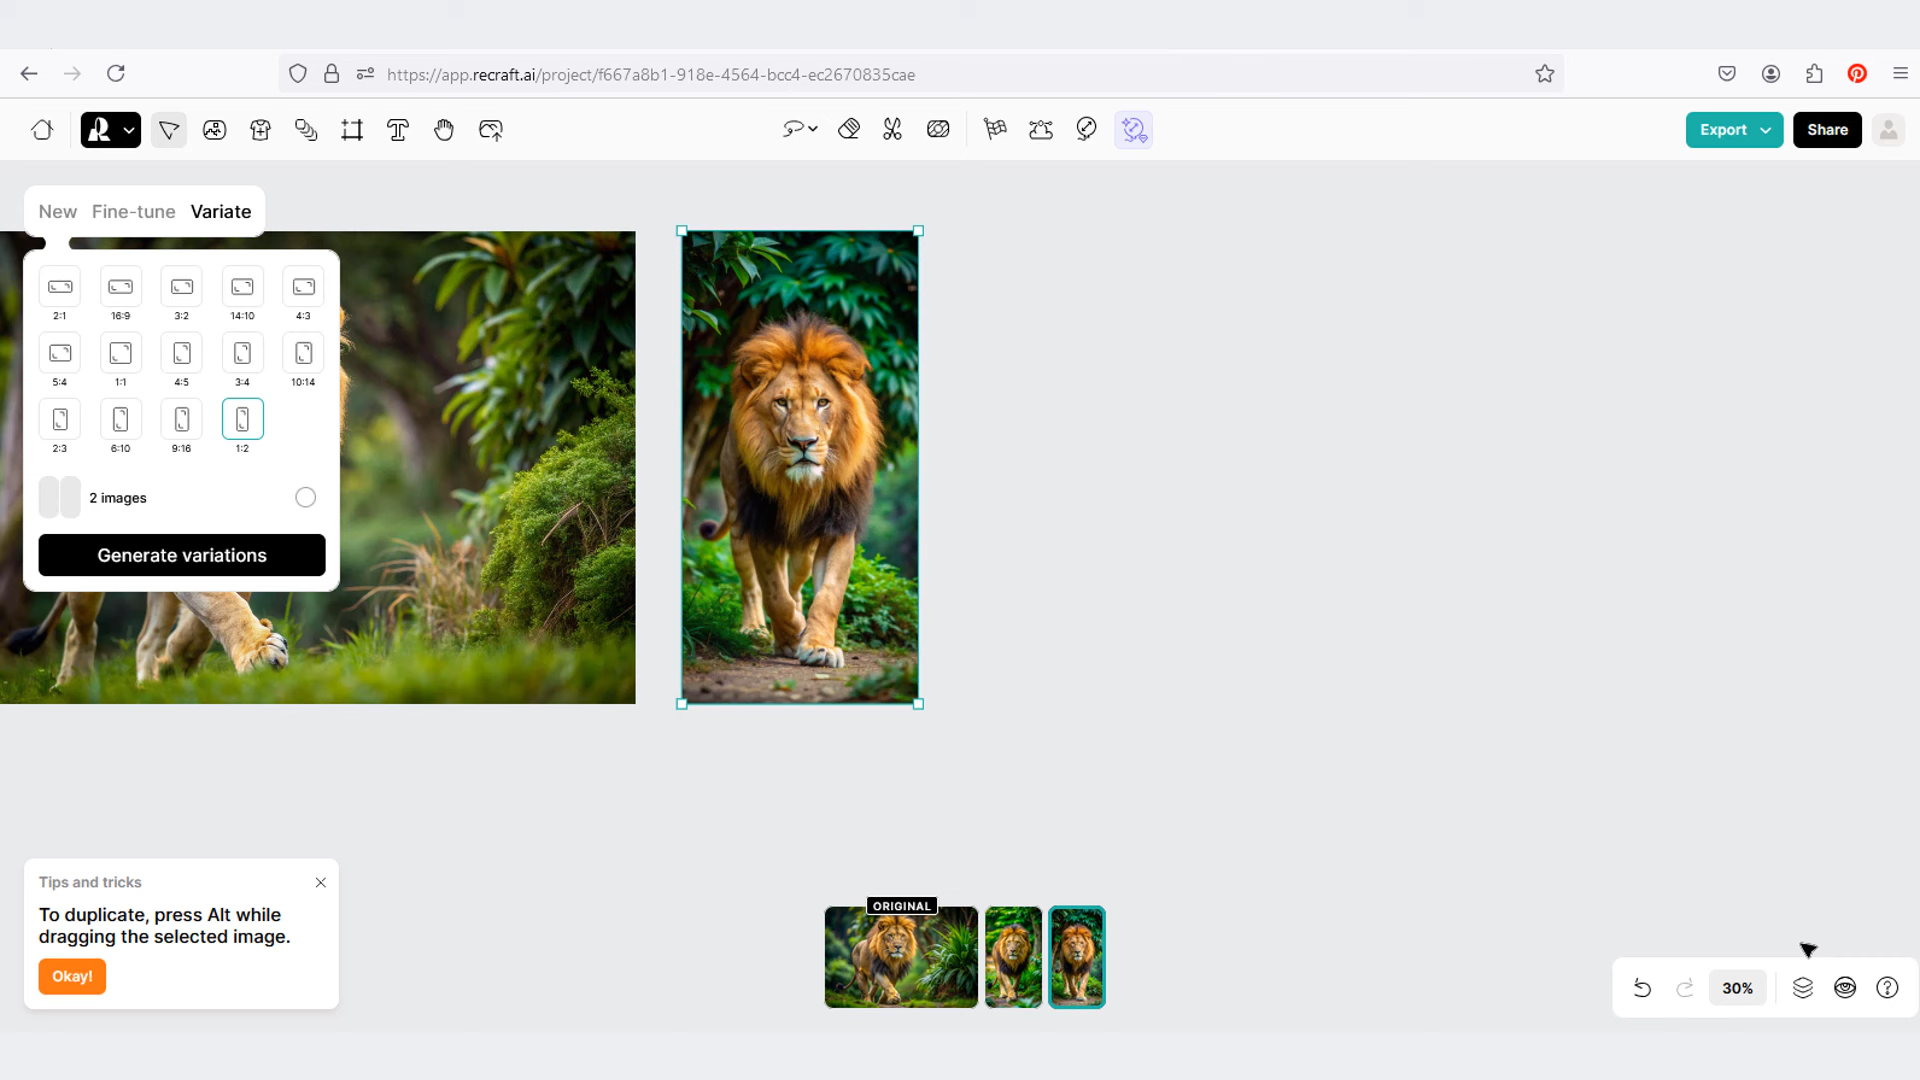 https://app.recraft.ai/project/f667a8b1-918e-4564-bcc4-ec2670835cae
Export
Share
New Fine-tune Variate
2:1 16:9 3:2 14:10 4:3
5:4 1:1 4:5 3:4 10:14
2:3 6:10 9:16 1:2
2 images
Generate variations
Tips and tricks
To duplicate, press Alt while
dragging the selected image.
Okay!
ORIGINAL
30%